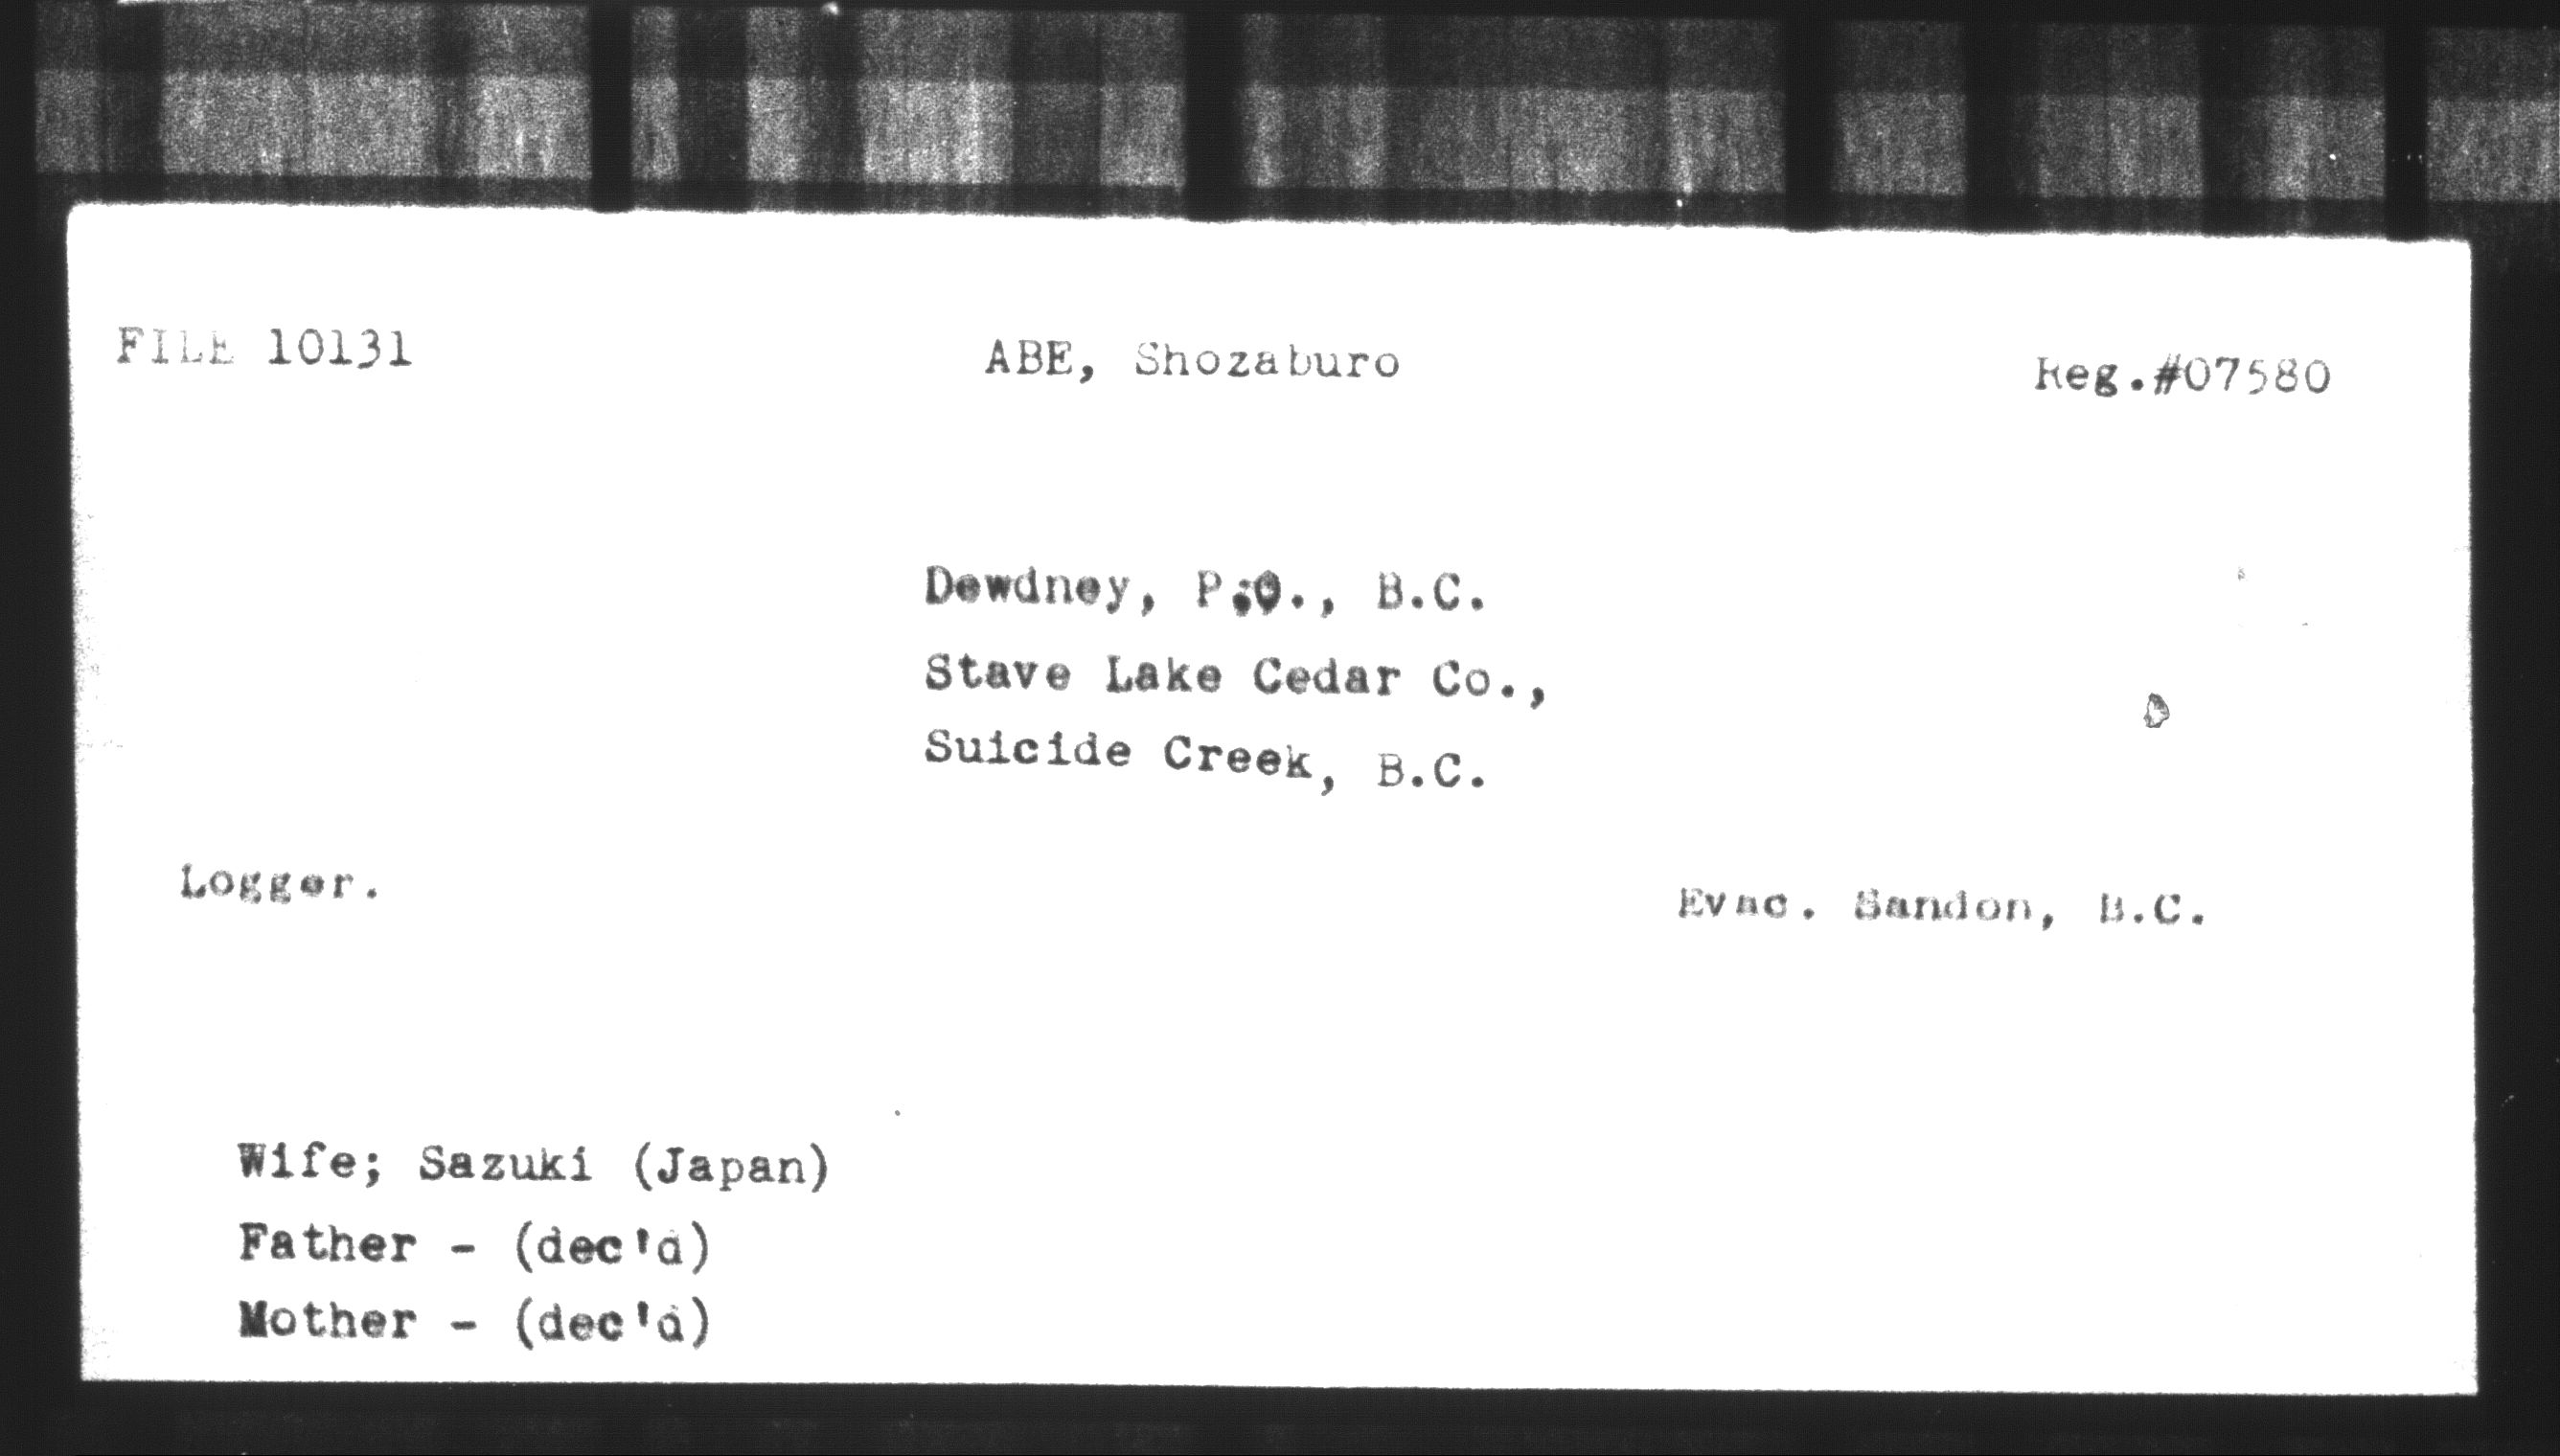 FILE 10131 ABE, Shozaburo Reg.#07580
Dewdney, P.O., B.C.
Stave Lake Cedar Co.,
Suicide Creek, B.C.
Logger. Evac. Sandon, B.C.
Wife; Sazuki (Japan)
Father - (dec'd)
Mother - (dec'd)